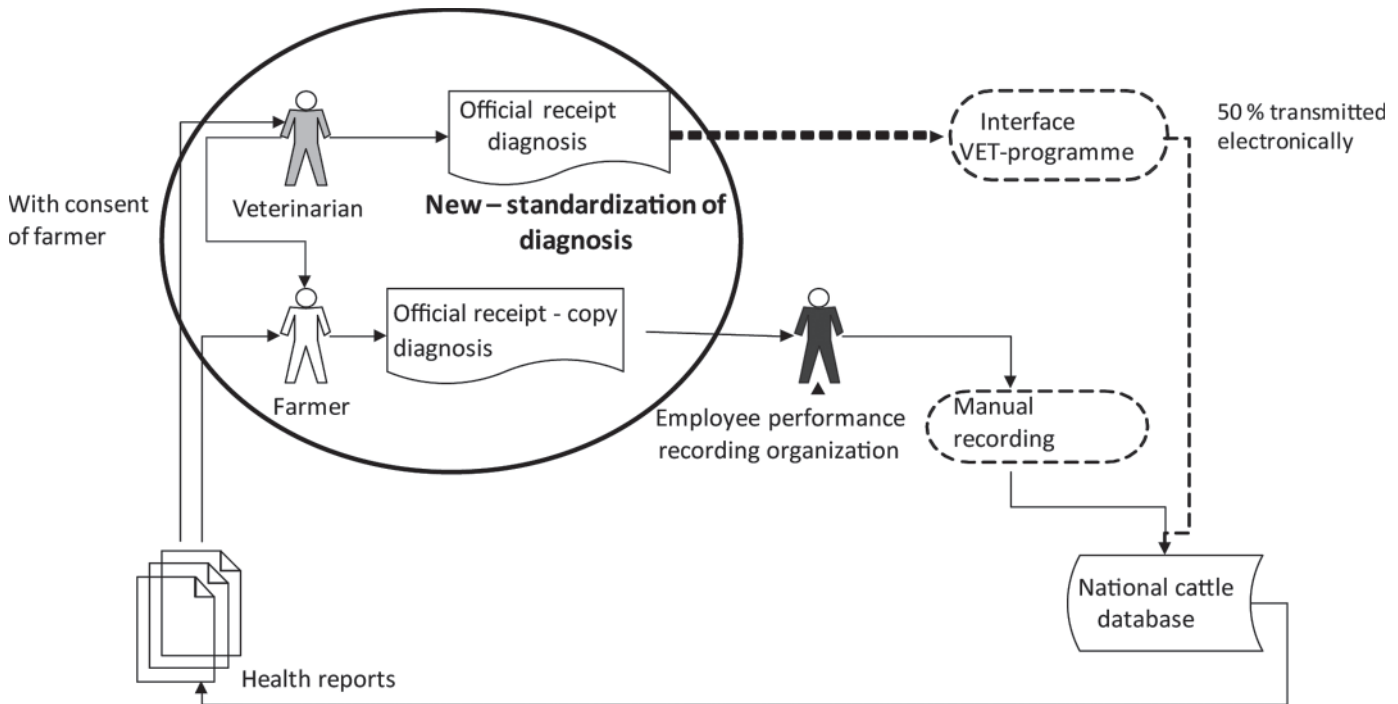 Official receipt
diagnosis
Interface
VET-programme
50 % transmitted
electronically
With consent
of farmer
Veterinarian
New – standardization of
diagnosis
Official receipt - copy
diagnosis
Farmer
Employee performance
recording organization
Manual
recording
National cattle
database
Health reports